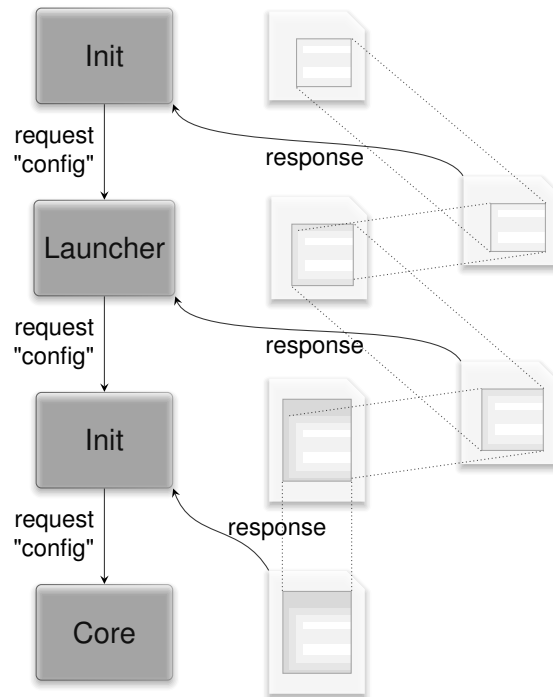 Init
request
"config"
response
Launcher
request
"config"
response
Init
request
"config"
response
Core